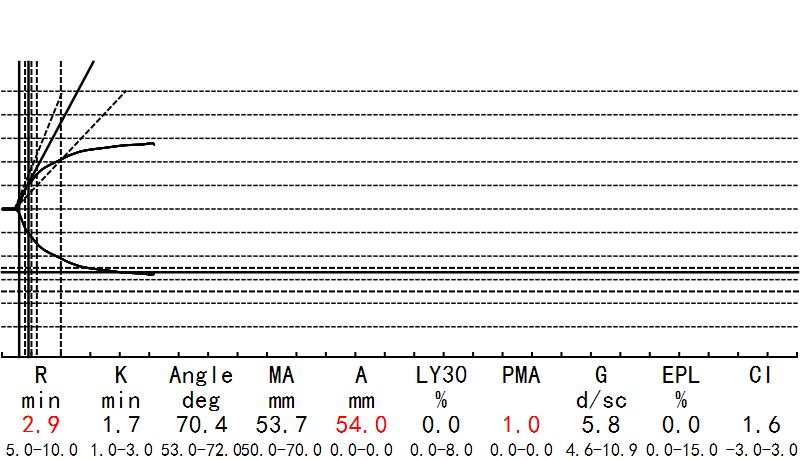 R K Angle MA A LY30 PMA G EPL CI
min min deg mm mm % d/sc %
2.9 1.7 70.4 53.7 54.0 0.0 1.0 5.8 0.0 1.6
5.0-10.0 1.0-3.0 53.0-72.0 50.0-70.0 0.0-0.0 0.0-8.0 0.0-0.0 4.6-10.9 0.0-15.0 -3.0-3.0